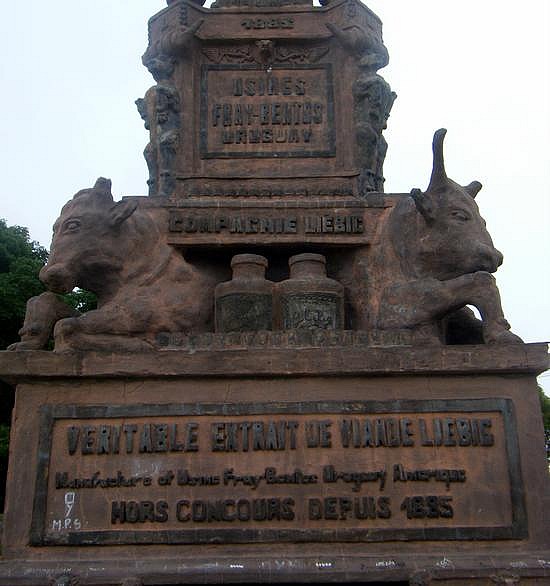 1885
USINES
FRAY-BENTOS
URUGUAY
COMPAGNIE LIEBIG
VERITABLE EXTRAIT DE VIANDE LIEBIG
Manufacture et Usine Fray Bentos Uruguay Amerique
HORS CONCOURS DEPUIS 1885
M.P.S